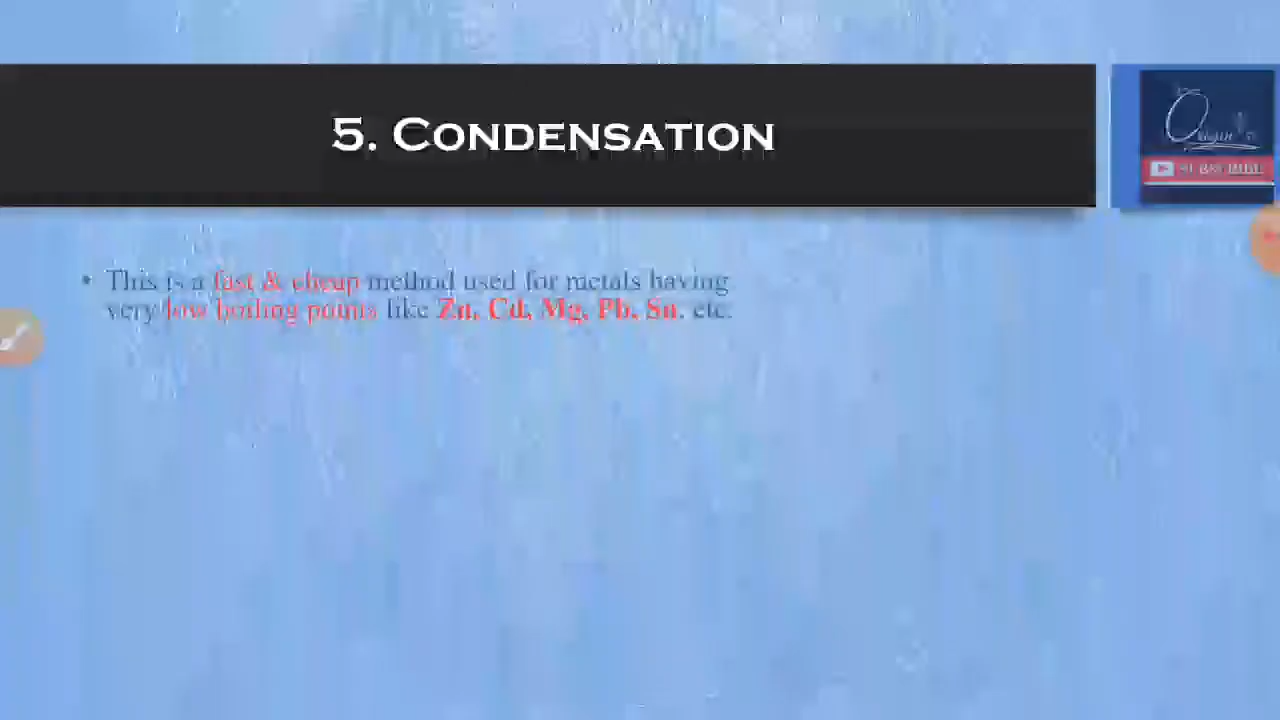 5. CONDENSATION
• This is a fast & cheap method used for metals having
very low boiling points like Zn, Cd, Mg, Pb, Sn, etc.
SUBSCRIBE